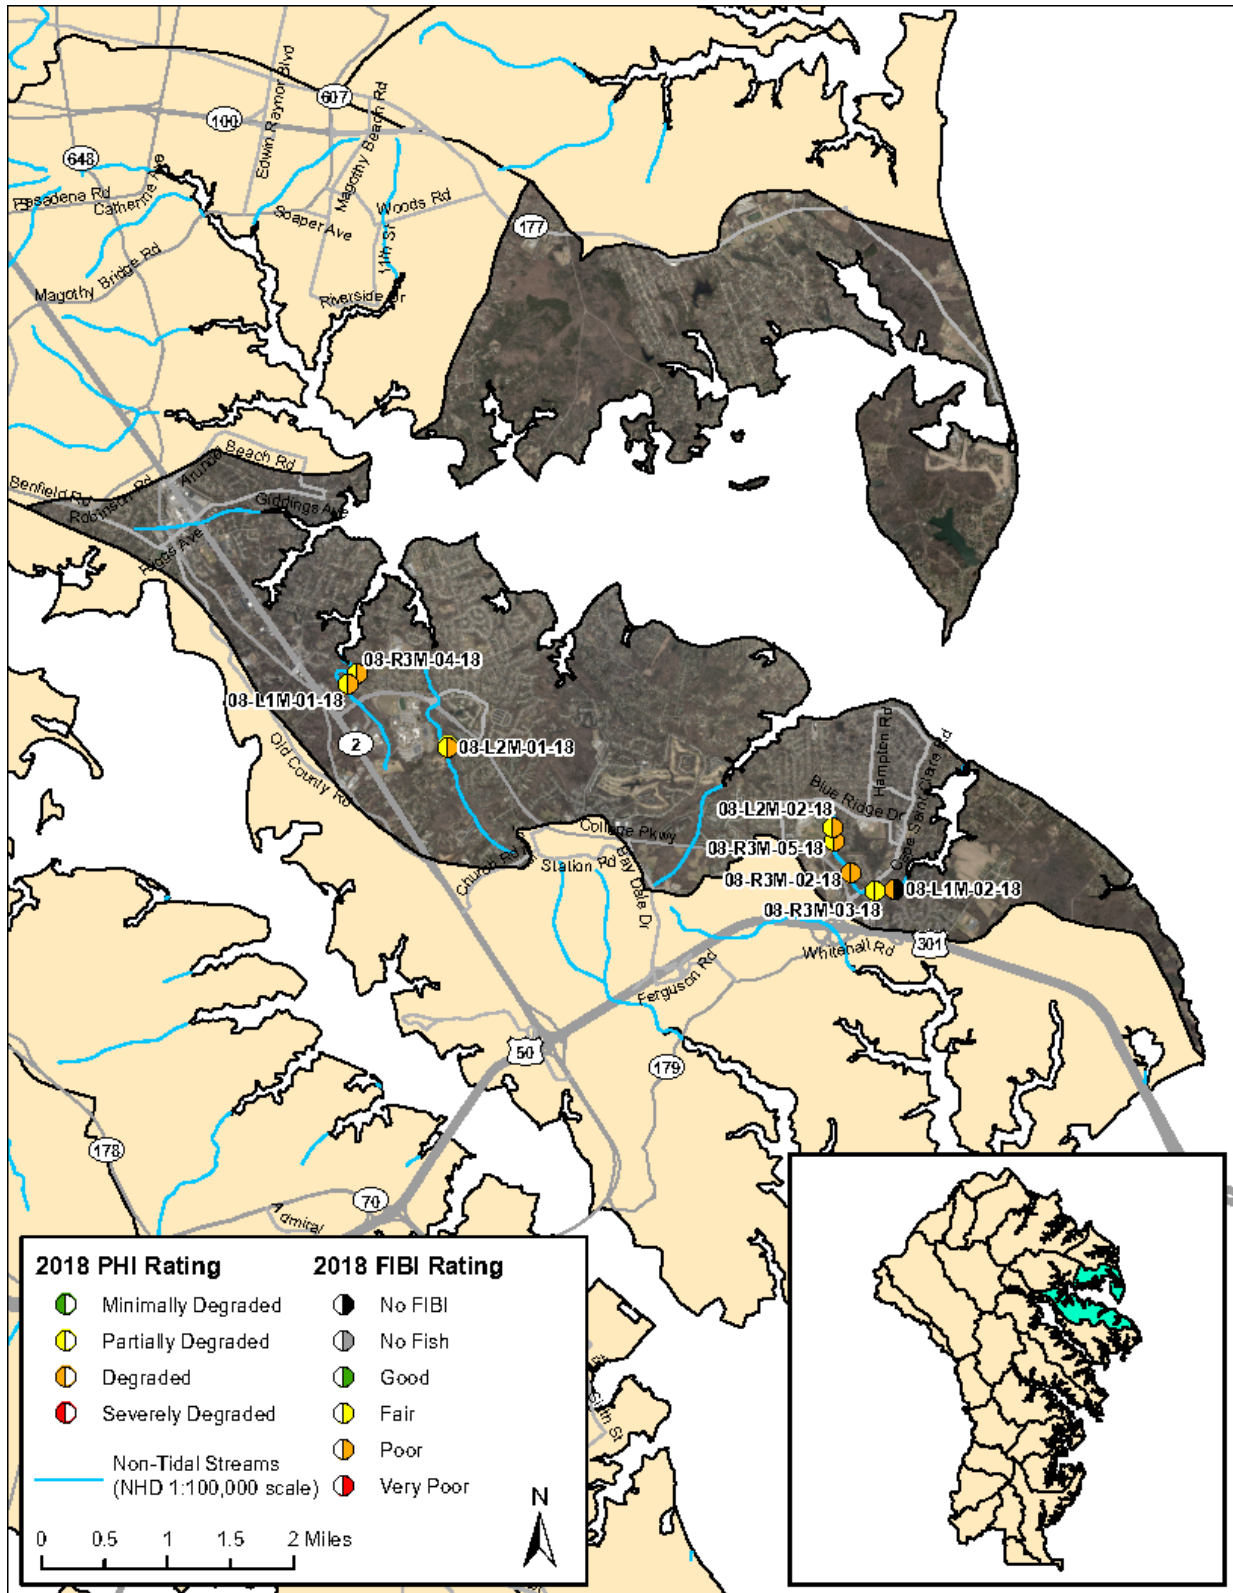 607
100
Edwin Raynor Blvd
Magothy Beach Rd
648
Pasadena Rd
Catherine Ave
Soaper Ave
Woods Rd
177
11th St
Magothy Bridge Rd
Riverside Dr
Arundel Beach Rd
Benfield Rd
Robinson Rd
Giddings Ave
Riggs Ave
08-R3M-04-18
08-L1M-01-18
2
08-L2M-01-18
Old County Rd
Hampton Rd
Cape Saint Claire Rd
Blue Ridge Dr
08-L2M-02-18
College Pkwy
08-R3M-05-18
Church Rd
Station Rd
Bay Dale Dr
08-R3M-02-18
08-L1M-02-18
08-R3M-03-18
301
Whitehall Rd
Ferguson Rd
50
179
178
70
Admiral
Sixth St
2018 PHI Rating
Minimally Degraded
Partially Degraded
Degraded
Severely Degraded
Non-Tidal Streams
(NHD 1:100,000 scale)
2018 FIBI Rating
No FIBI
No Fish
Good
Fair
Poor
Very Poor
0 0.5 1 1.5 2 Miles
N